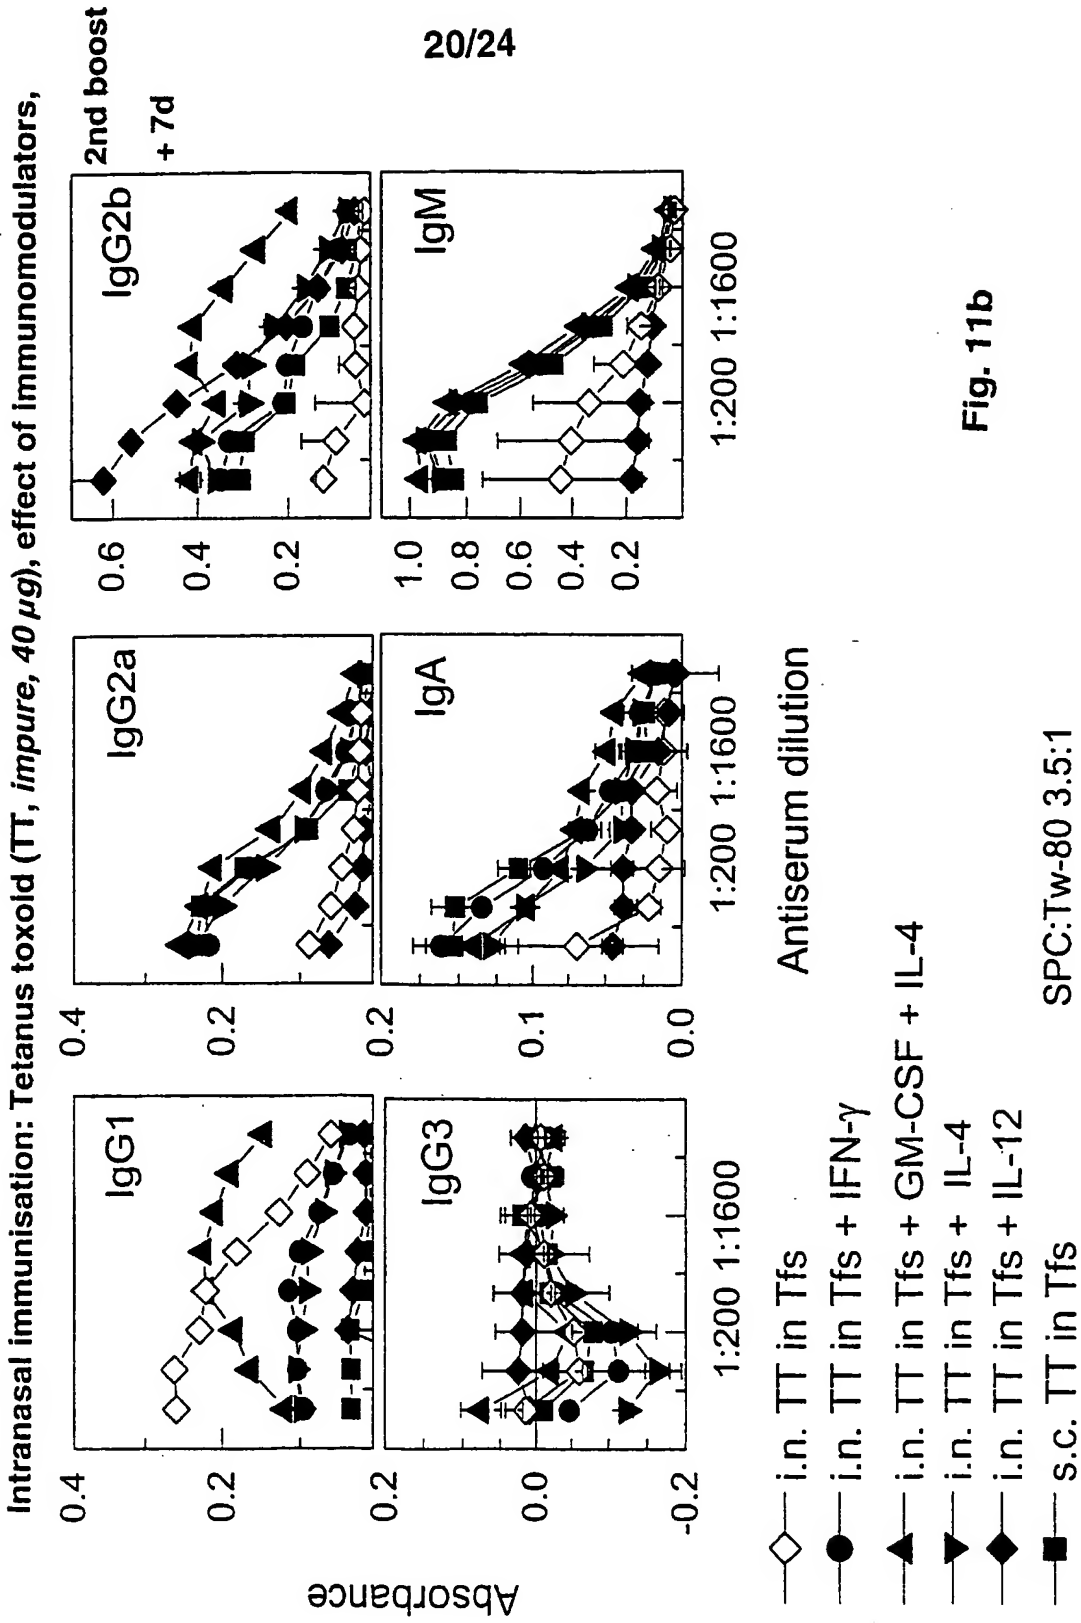 20/24
Intranasal immunisation: Tetanus toxoid (TT, impure, 40 µg), effect of immunomodulators,
2nd boost
+ 7d
Absorbance
0.4
0.2
IgG1
0.4
0.2
IgG2a
0.6
0.4
0.2
IgG2b
0.0
-0.2
IgG3
0.2
0.1
0.0
IgA
1.0
0.8
0.6
0.4
0.2
IgM
1:200 1:1600
1:200 1:1600
1:200 1:1600
Antiserum dilution
i.n. TT in Tfs
i.n. TT in Tfs + IFN-γ
i.n. TT in Tfs + GM-CSF + IL-4
i.n. TT in Tfs + IL-4
i.n. TT in Tfs + IL-12
s.c. TT in Tfs
SPC:Tw-80 3.5:1
Fig. 11b